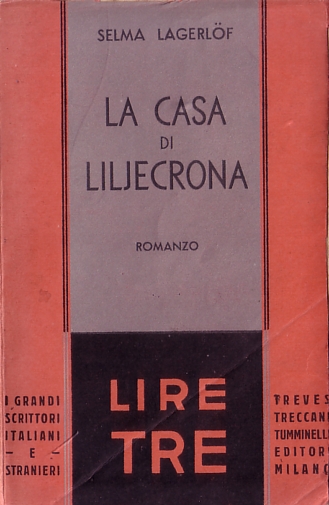 SELMA LAGERLÖF
LA CASA
DI
LILJECRONA
ROMANZO
LIRE
TRE
I GRANDI
SCRITTORI
ITALIANI
– E –
STRANIERI
TREVES
TRECCANI
TUMMINELLI
EDITORI
MILANO